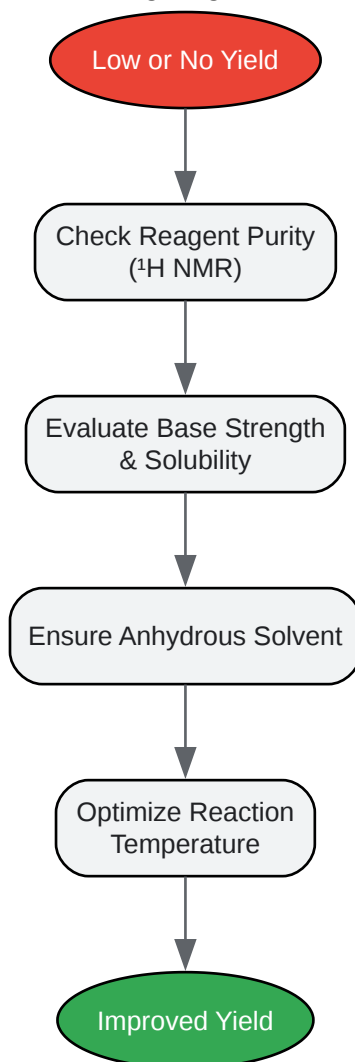 Low or No Yield
Check Reagent Purity
(¹H NMR)
Evaluate Base Strength
& Solubility
Ensure Anhydrous Solvent
Optimize Reaction
Temperature
Improved Yield